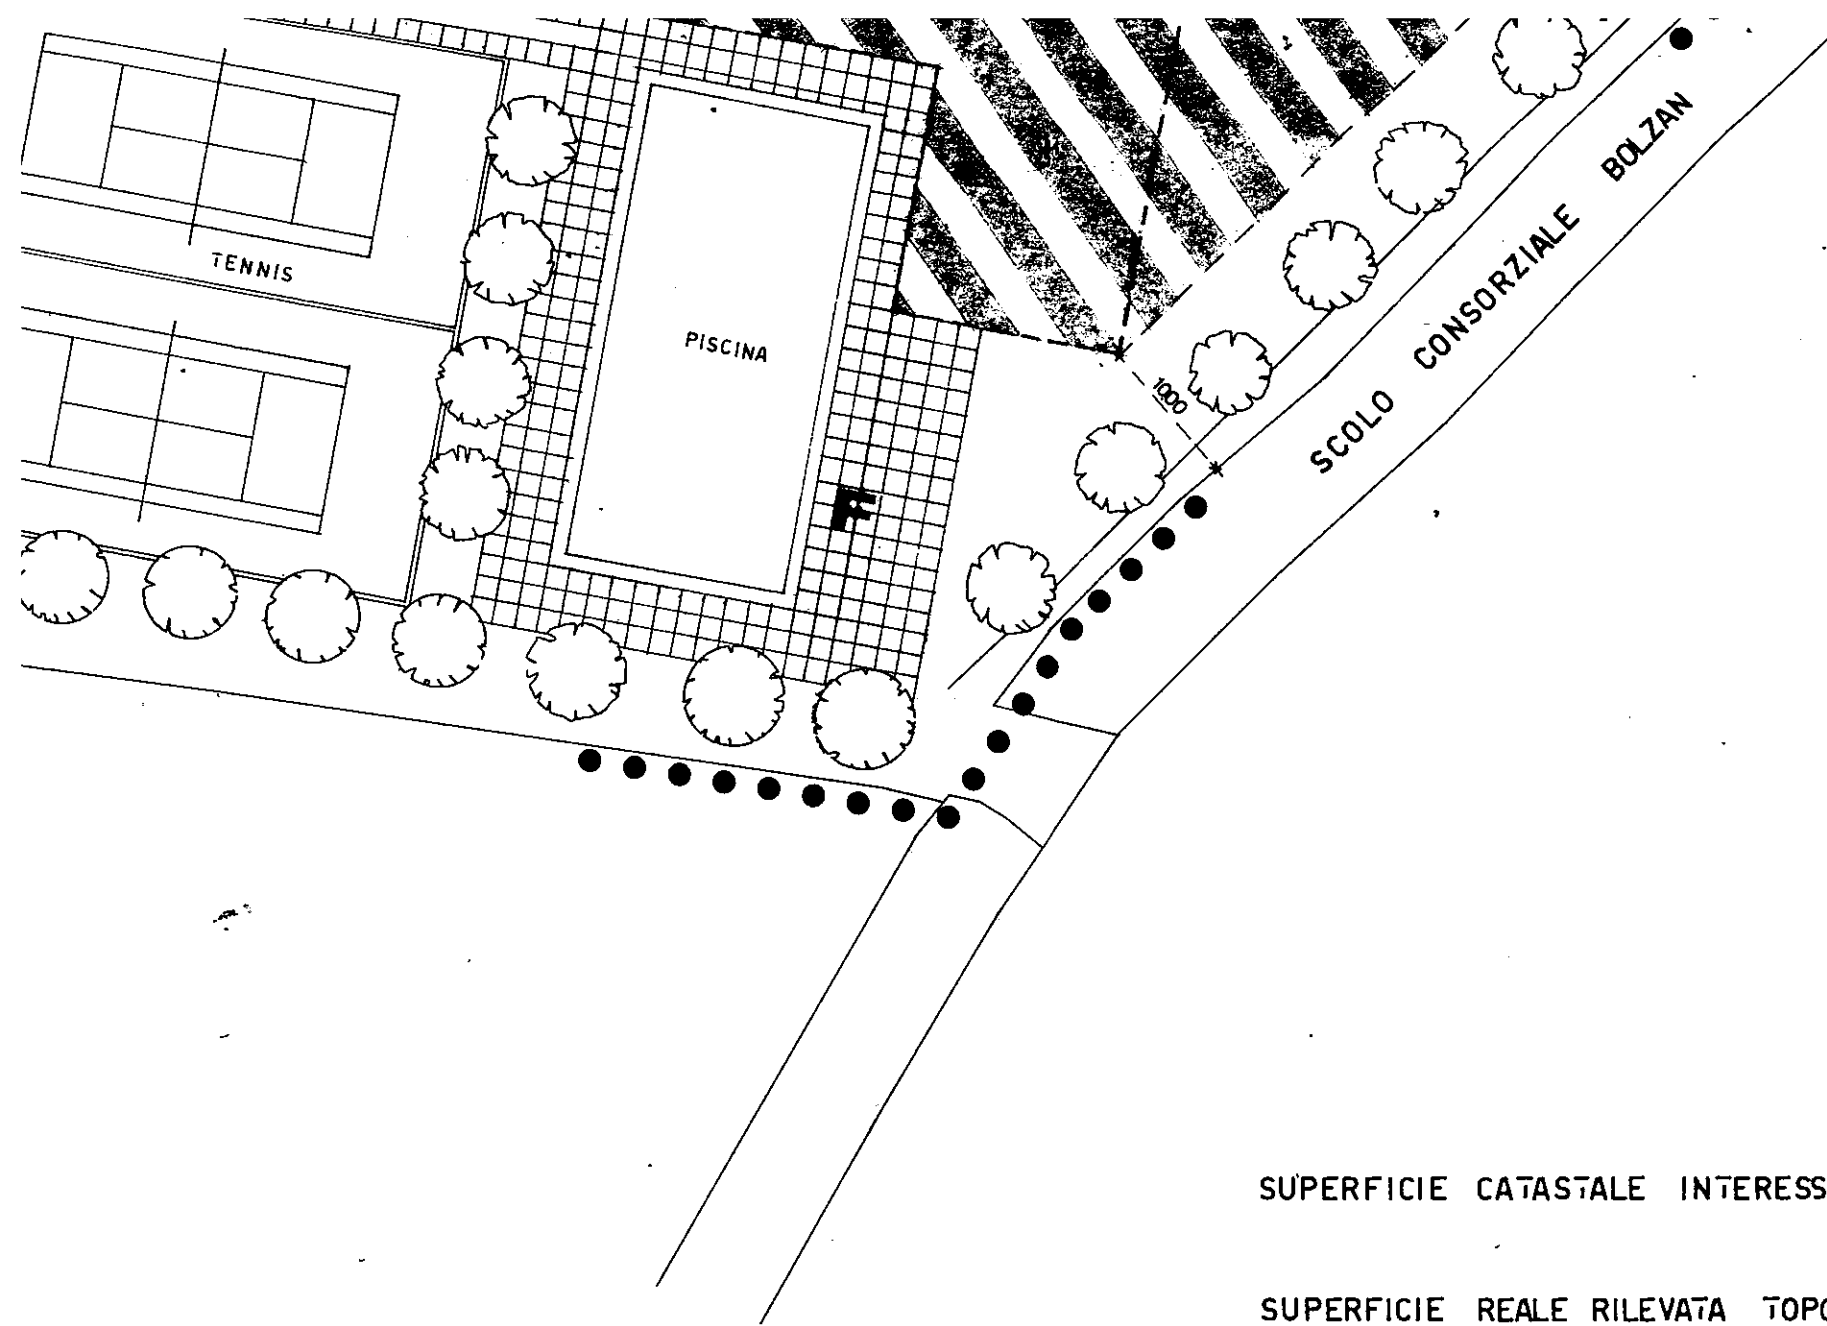 TENNIS
PISCINA
F
1000
SCOLO CONSORZIALE BOLZAN
SUPERFICIE CATASTALE INTERESS
SUPERFICIE REALE RILEVATA TOPO